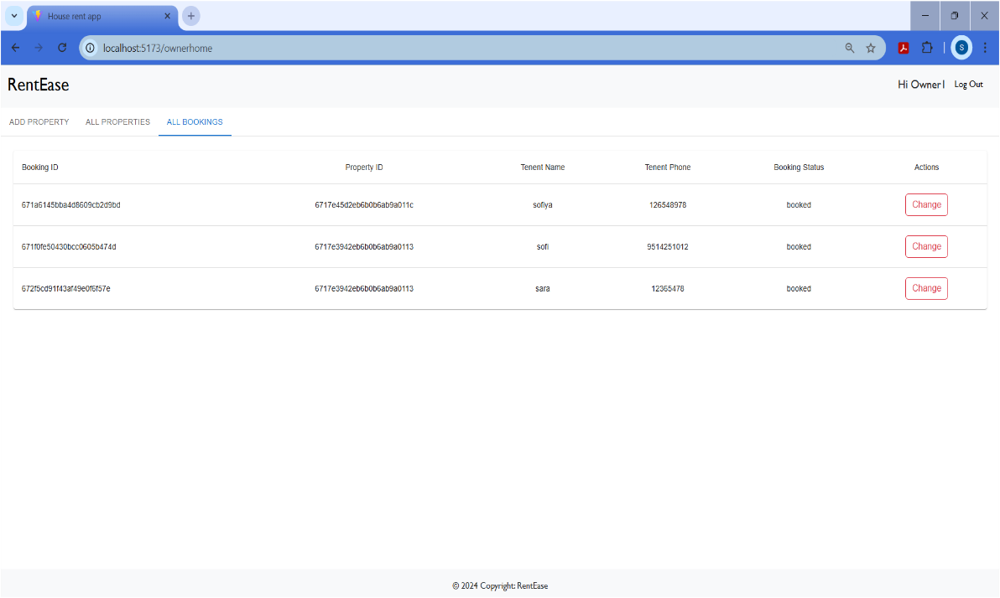 House rent app
localhost:5173/ownerhome
S
RentEase
Hi Owner1 Log Out
ADD PROPERTY ALL PROPERTIES ALL BOOKINGS
Booking ID Property ID Tenent Name Tenent Phone Booking Status Actions
671a6145bba4d8609cb2d9bd 6717e45d2eb6b0b6ab9a011c sofiya 126548978 booked Change
671f0fe50430bcc0605b474d 6717e3942eb6b0b6ab9a0113 sofi 9514251012 booked Change
672f5cd91f43af49e0f6f57e 6717e3942eb6b0b6ab9a0113 sara 12365478 booked Change
© 2024 Copyright: RentEase